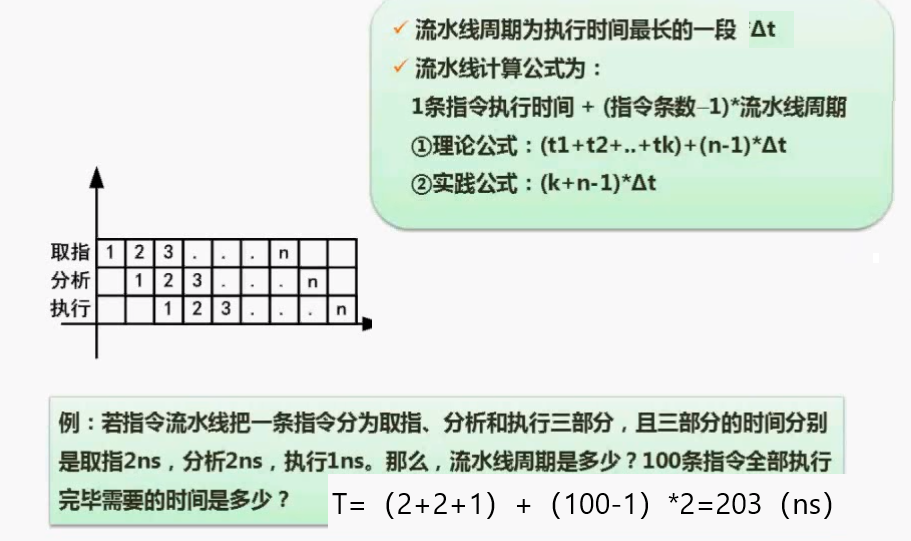 ✓ 流水线周期为执行时间最长的一段 Δt
✓ 流水线计算公式为：
1条指令执行时间 + (指令条数–1)*流水线周期
①理论公式：(t1+t2+..+tk)+(n-1)*Δt
②实践公式：(k+n-1)*Δt
取指 1 2 3 . . . n
分析 1 2 3 . . . n
执行 1 2 3 . . . n
例：若指令流水线把一条指令分为取指、分析和执行三部分，且三部分的时间分别
是取指2ns，分析2ns，执行1ns。那么，流水线周期是多少？100条指令全部执行
完毕需要的时间是多少？
T=（2+2+1）+（100-1）*2=203（ns）